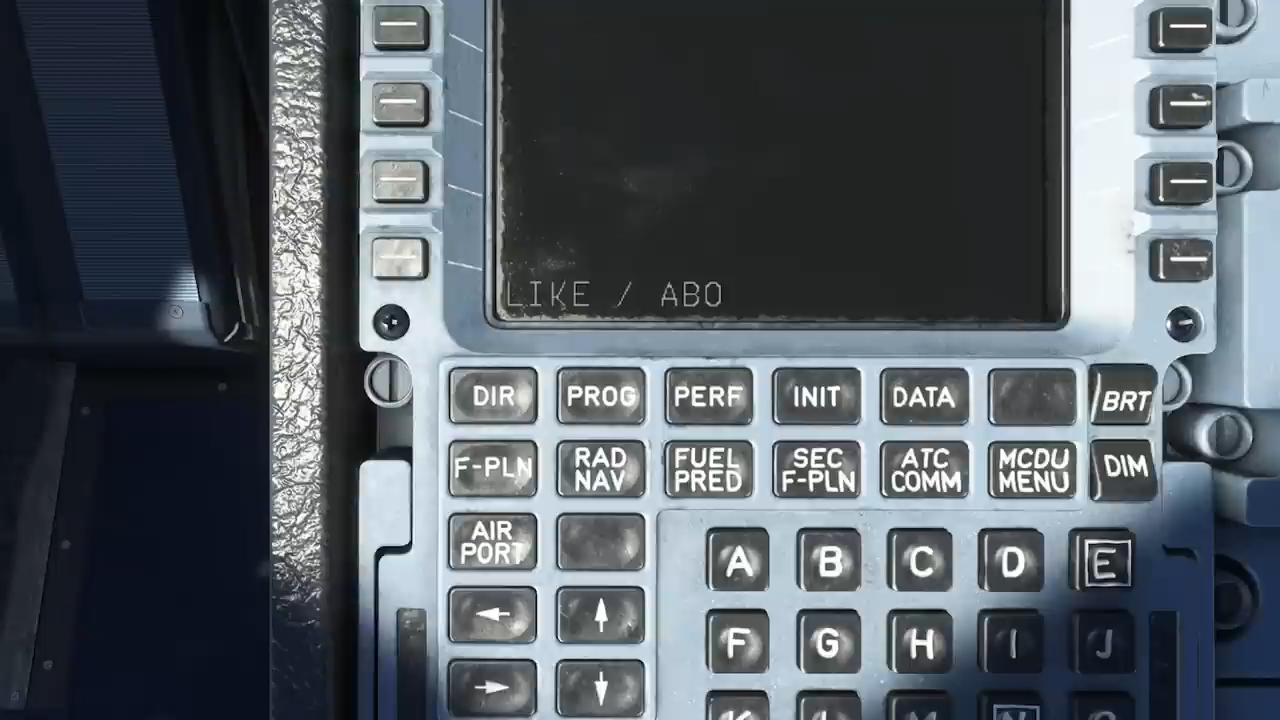 LIKE / ABO
DIR PROG PERF INIT DATA BRT
F-PLN RAD NAV FUEL PRED SEC F-PLN ATC COMM MCDU MENU DIM
AIR PORT
A B C D E
F G H I J
K L M N O